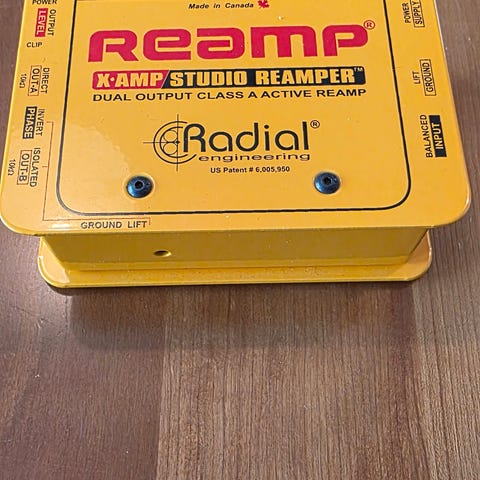 Made in Canada
Reamp®
X·AMP/STUDIO REAMPER™
DUAL OUTPUT CLASS A ACTIVE REAMP
Radial®
engineering
US Patent # 6,005,950
POWER
OUTPUT
LEVEL
CLIP
DIRECT
OUT-A
10kΩ
INVERT
PHASE
ISOLATED
OUT-B
10kΩ
GROUND LIFT
POWER
SUPPLY
LIFT
GROUND
BALANCED
INPUT